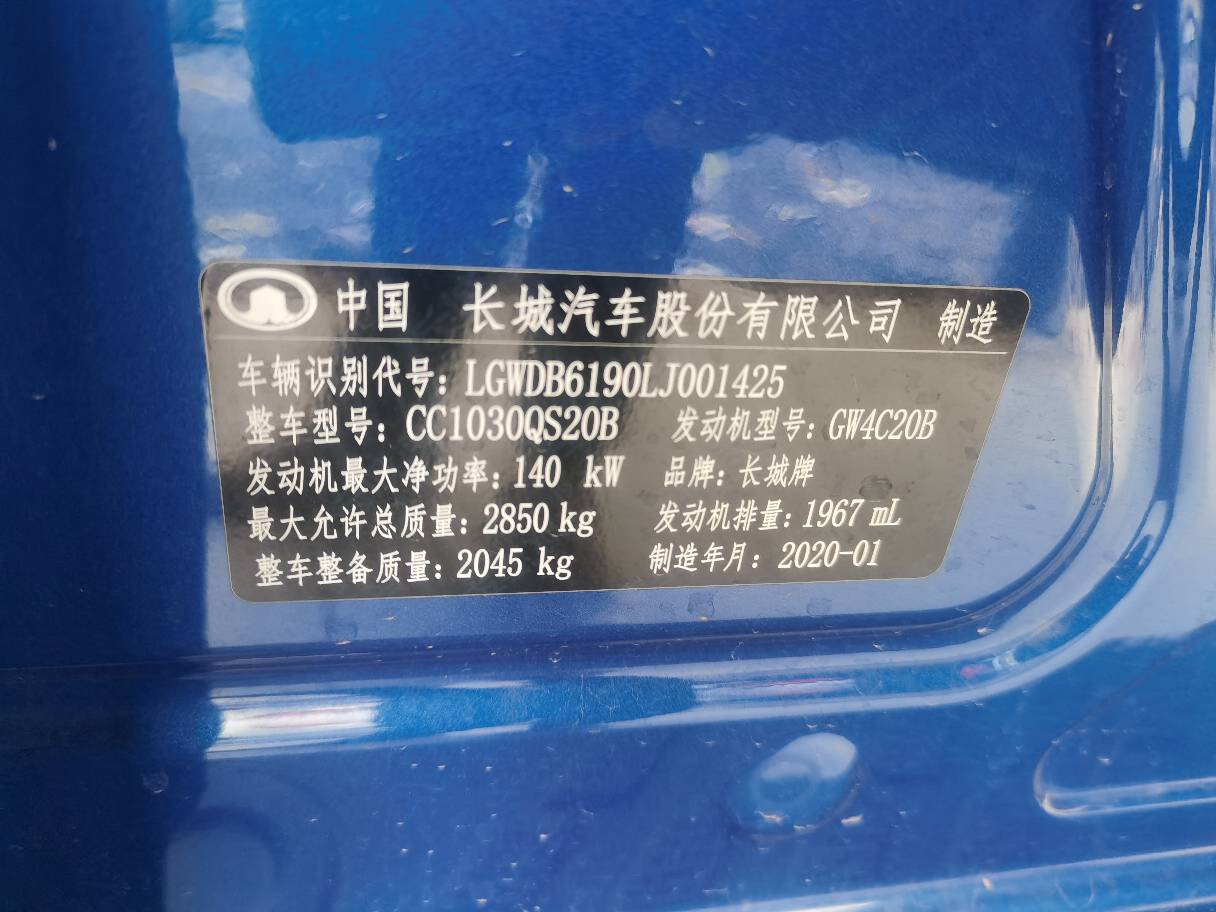 中国 长城汽车股份有限公司 制造
车辆识别代号：LGWDB6190LJ001425
整车型号：CC1030QS20B 发动机型号：GW4C20B
发动机最大净功率：140 kW 品牌：长城牌
最大允许总质量：2850 kg 发动机排量：1967 mL
整车整备质量：2045 kg 制造年月：2020-01